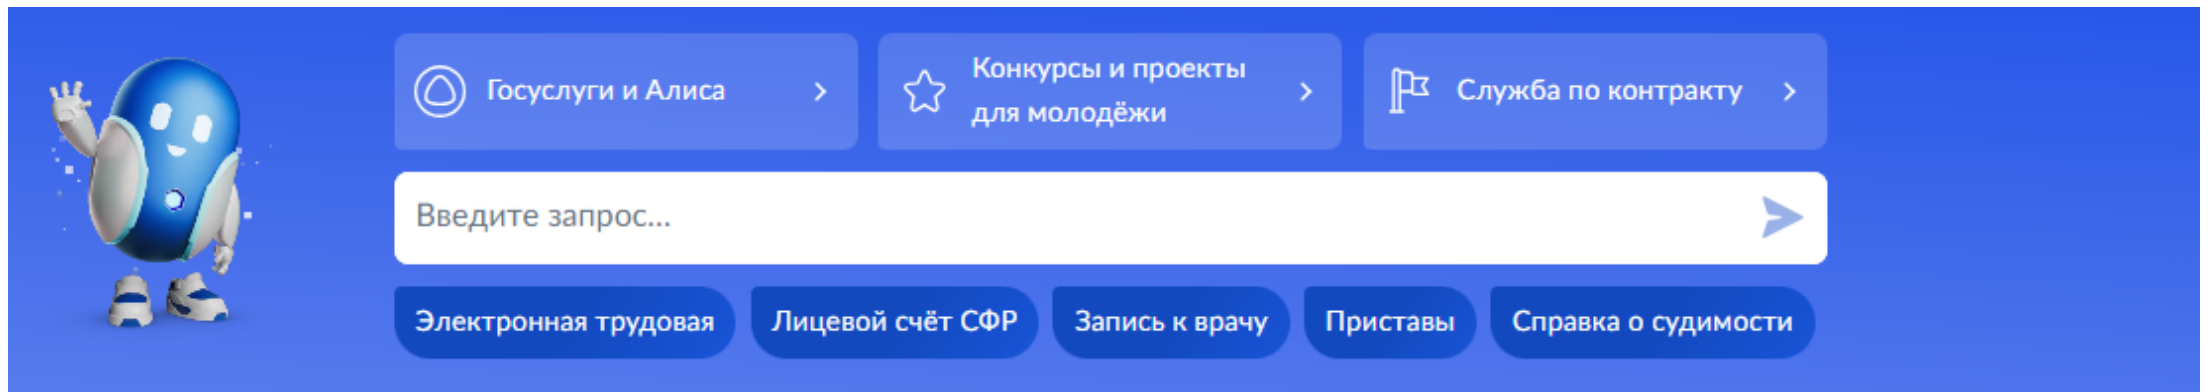 Госуслуги и Алиса
Конкурсы и проекты
для молодёжи
Служба по контракту
Введите запрос...
Электронная трудовая
Лицевой счёт СФР
Запись к врачу
Приставы
Справка о судимости